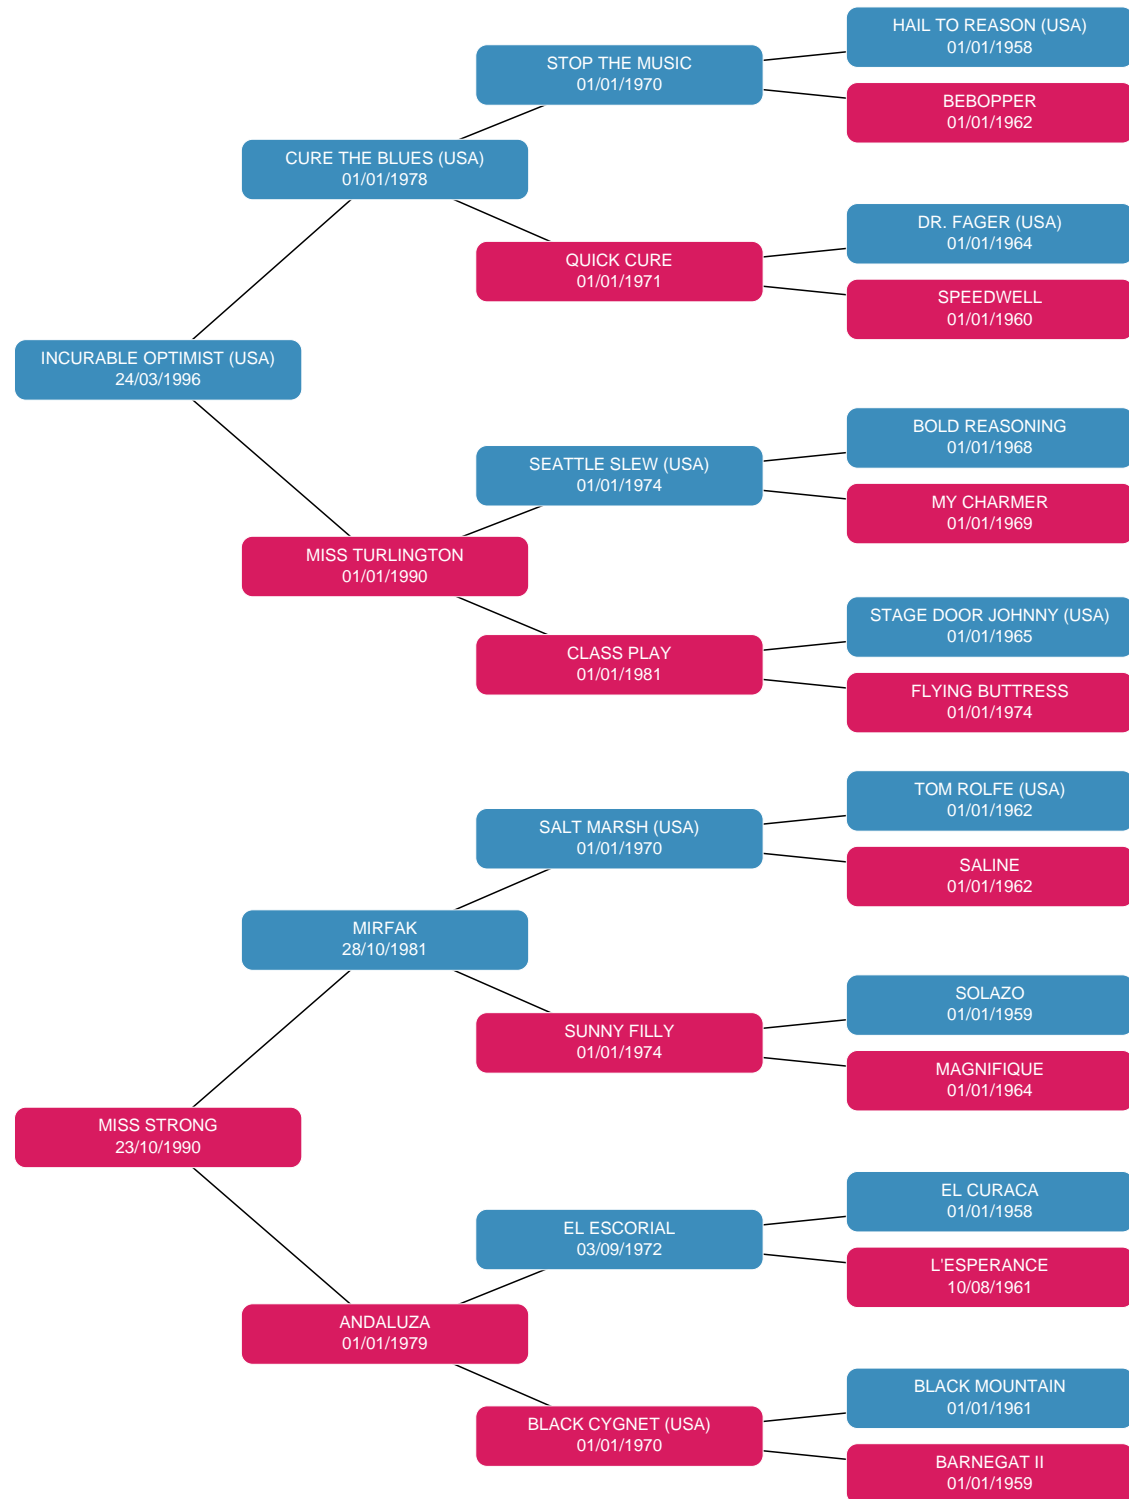 HAIL TO REASON (USA)
01/01/1958
STOP THE MUSIC
01/01/1970
BEBOPPER
01/01/1962
CURE THE BLUES (USA)
01/01/1978
DR. FAGER (USA)
01/01/1964
QUICK CURE
01/01/1971
SPEEDWELL
01/01/1960
INCURABLE OPTIMIST (USA)
24/03/1996
BOLD REASONING
01/01/1968
SEATTLE SLEW (USA)
01/01/1974
MY CHARMER
01/01/1969
MISS TURLINGTON
01/01/1990
STAGE DOOR JOHNNY (USA)
01/01/1965
CLASS PLAY
01/01/1981
FLYING BUTTRESS
01/01/1974
TOM ROLFE (USA)
01/01/1962
SALT MARSH (USA)
01/01/1970
SALINE
01/01/1962
MIRFAK
28/10/1981
SOLAZO
01/01/1959
SUNNY FILLY
01/01/1974
MAGNIFIQUE
01/01/1964
MISS STRONG
23/10/1990
EL CURACA
01/01/1958
EL ESCORIAL
03/09/1972
L'ESPERANCE
10/08/1961
ANDALUZA
01/01/1979
BLACK MOUNTAIN
01/01/1961
BLACK CYGNET (USA)
01/01/1970
BARNEGAT II
01/01/1959